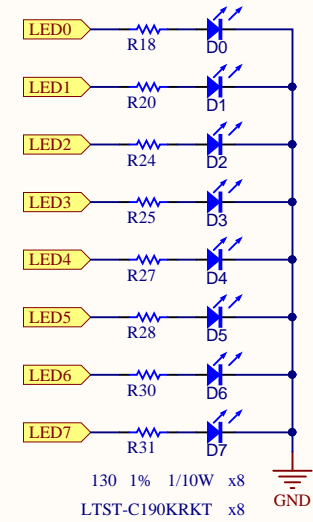 LED0
R18
D0
LED1
R20
D1
LED2
R24
D2
LED3
R25
D3
LED4
R27
D4
LED5
R28
D5
LED6
R30
D6
LED7
R31
D7
130 1% 1/10W x8
GND
LTST-C190KRKT x8